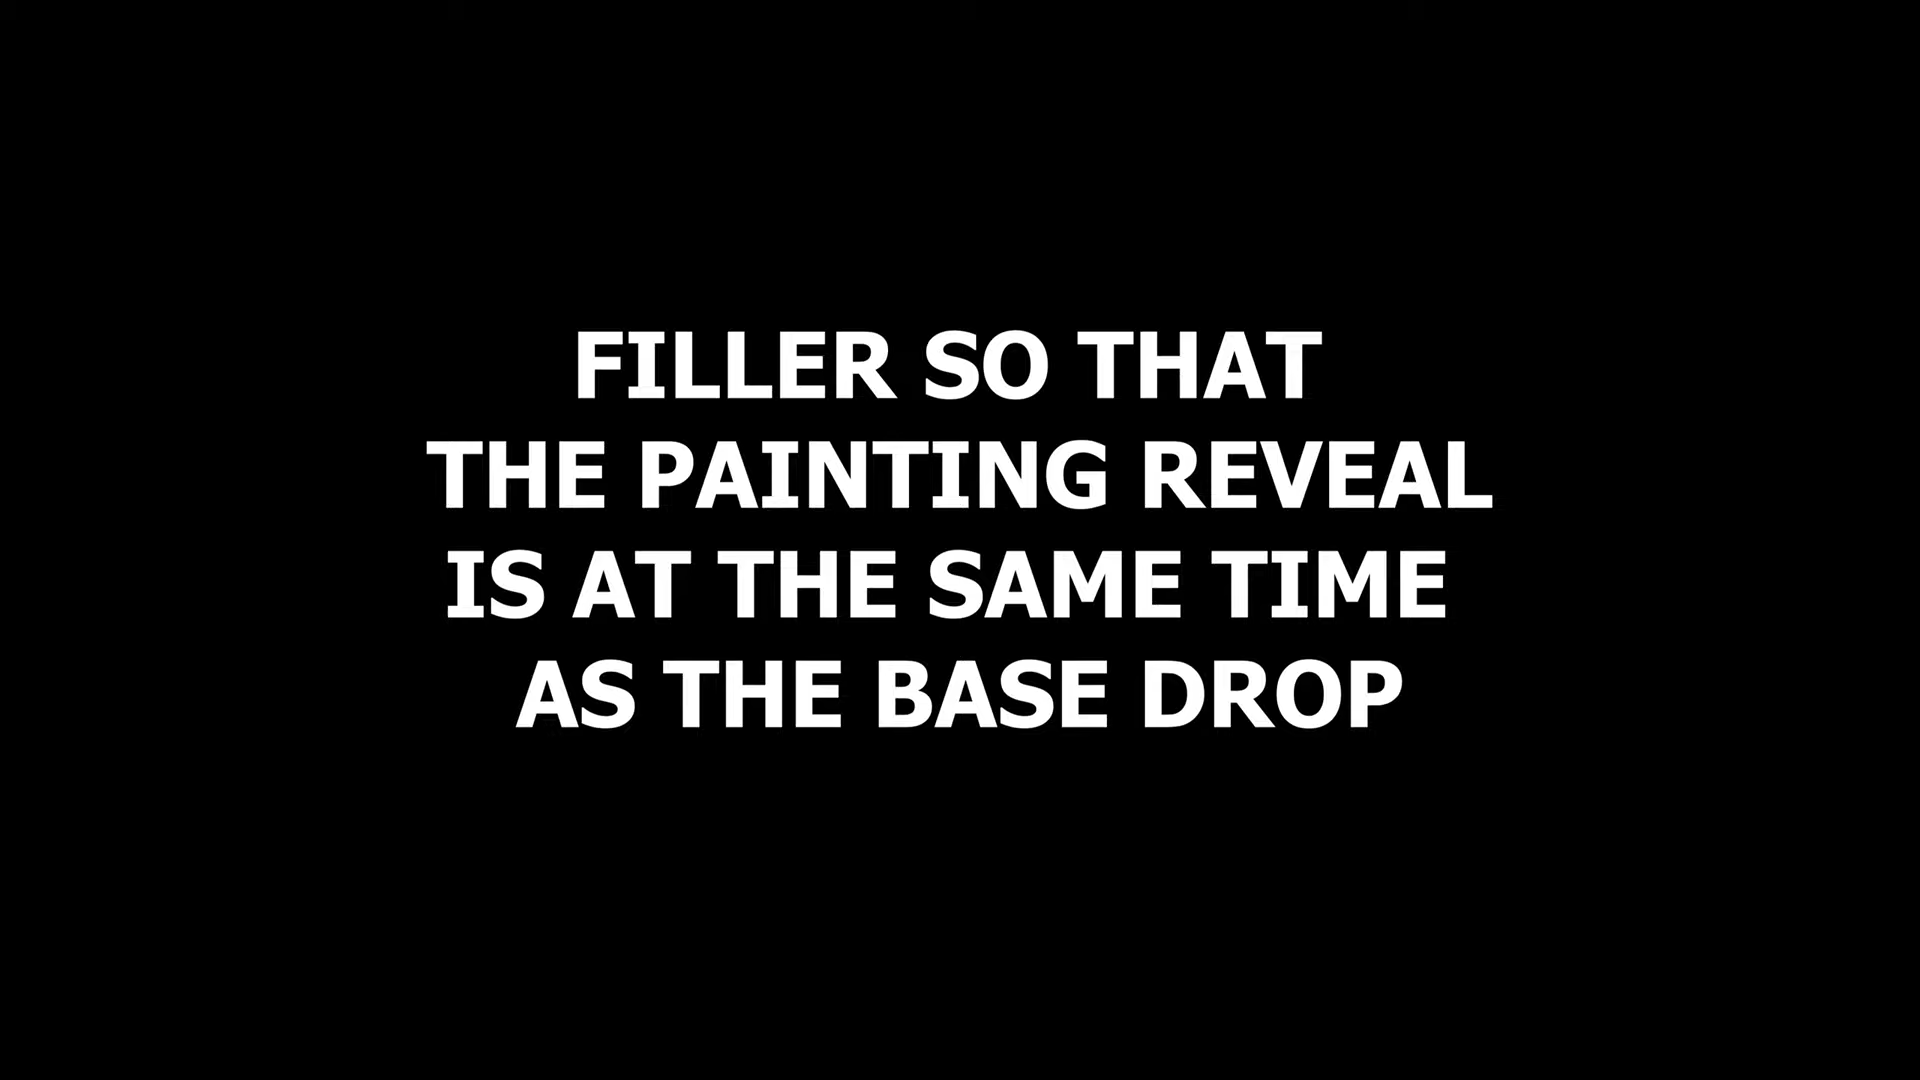 FILLER SO THAT
THE PAINTING REVEAL
IS AT THE SAME TIME
AS THE BASE DROP